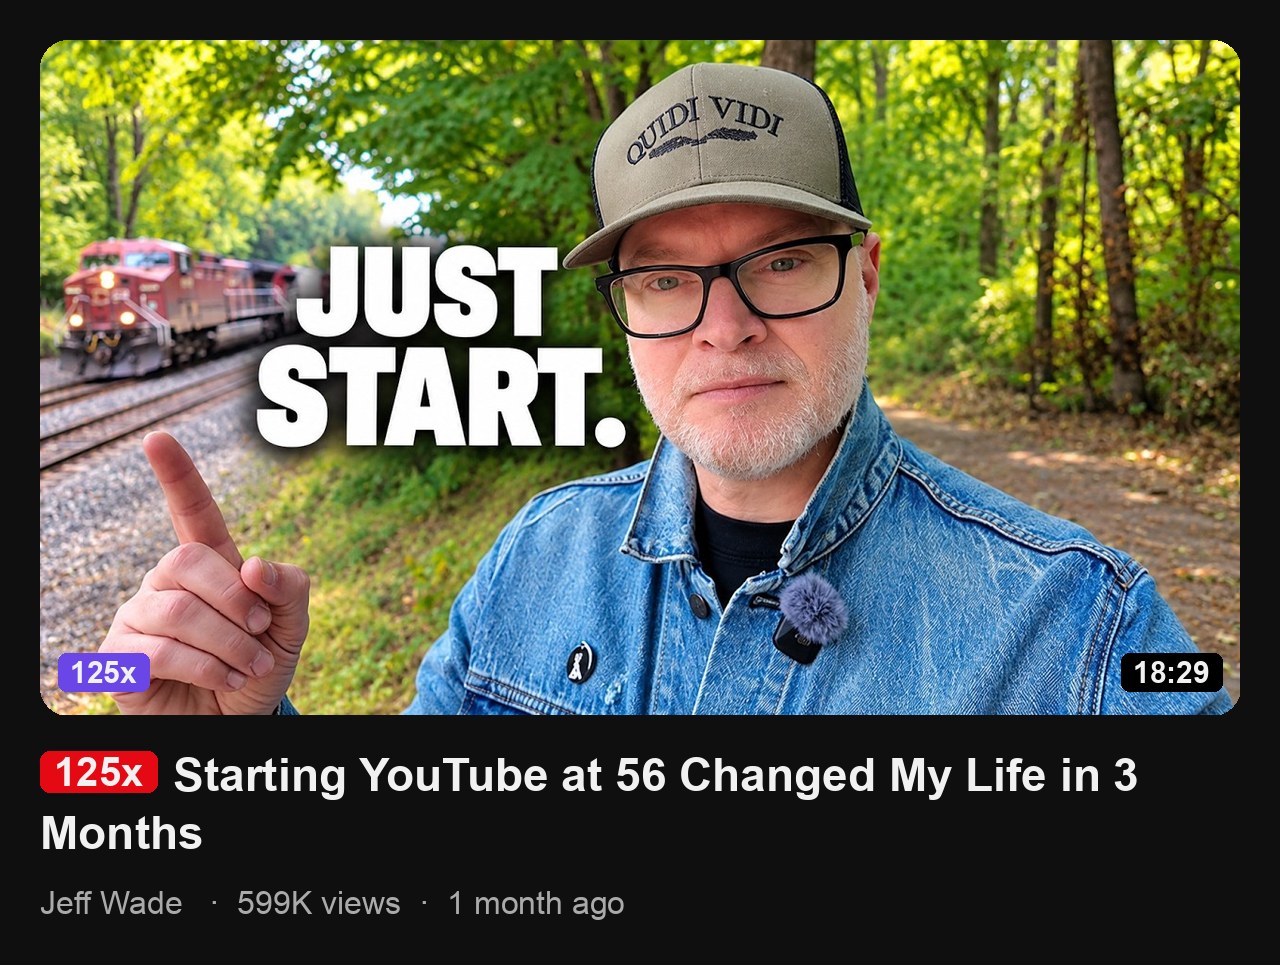 QUIDI VIDI
JUST
START.
125x
18:29
125x Starting YouTube at 56 Changed My Life in 3
Months
Jeff Wade · 599K views · 1 month ago